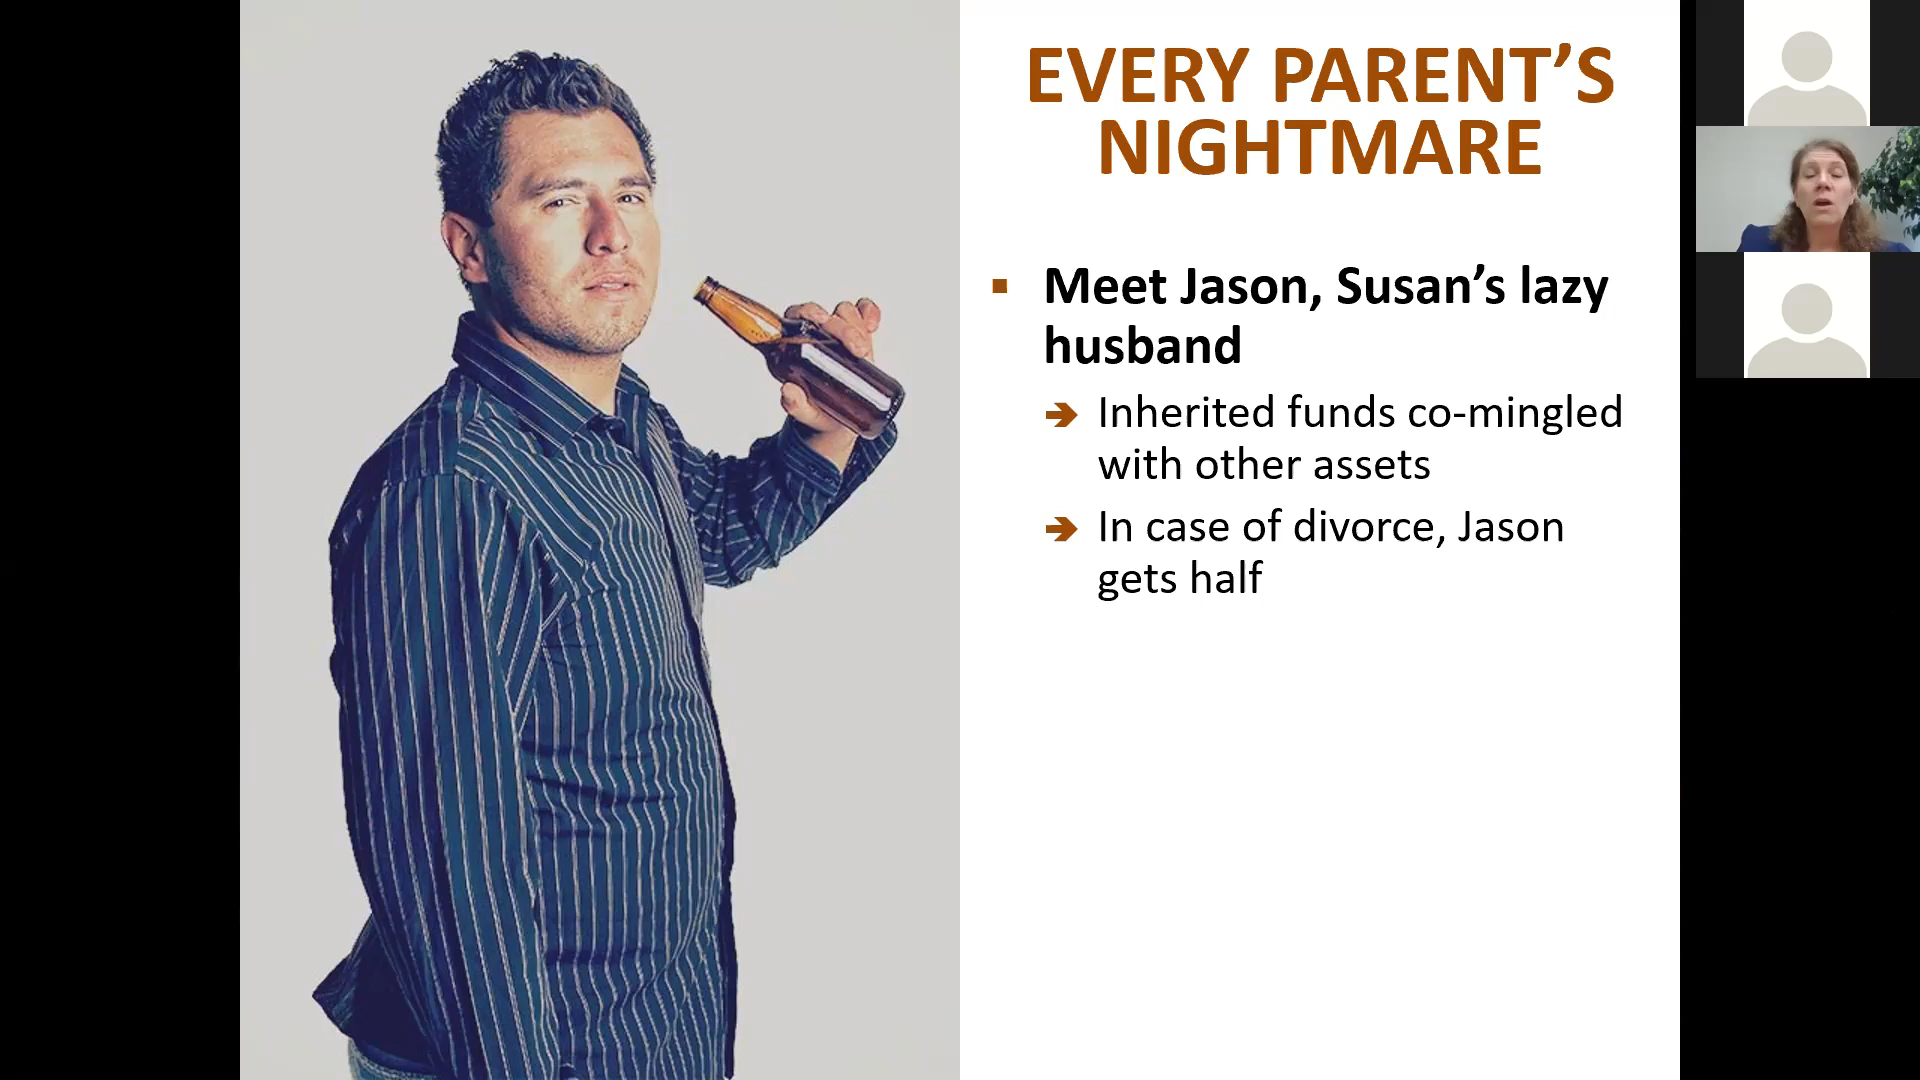 EVERY PARENT’S
NIGHTMARE
▪ Meet Jason, Susan’s lazy
husband
➔ Inherited funds co-mingled
with other assets
➔ In case of divorce, Jason
gets half